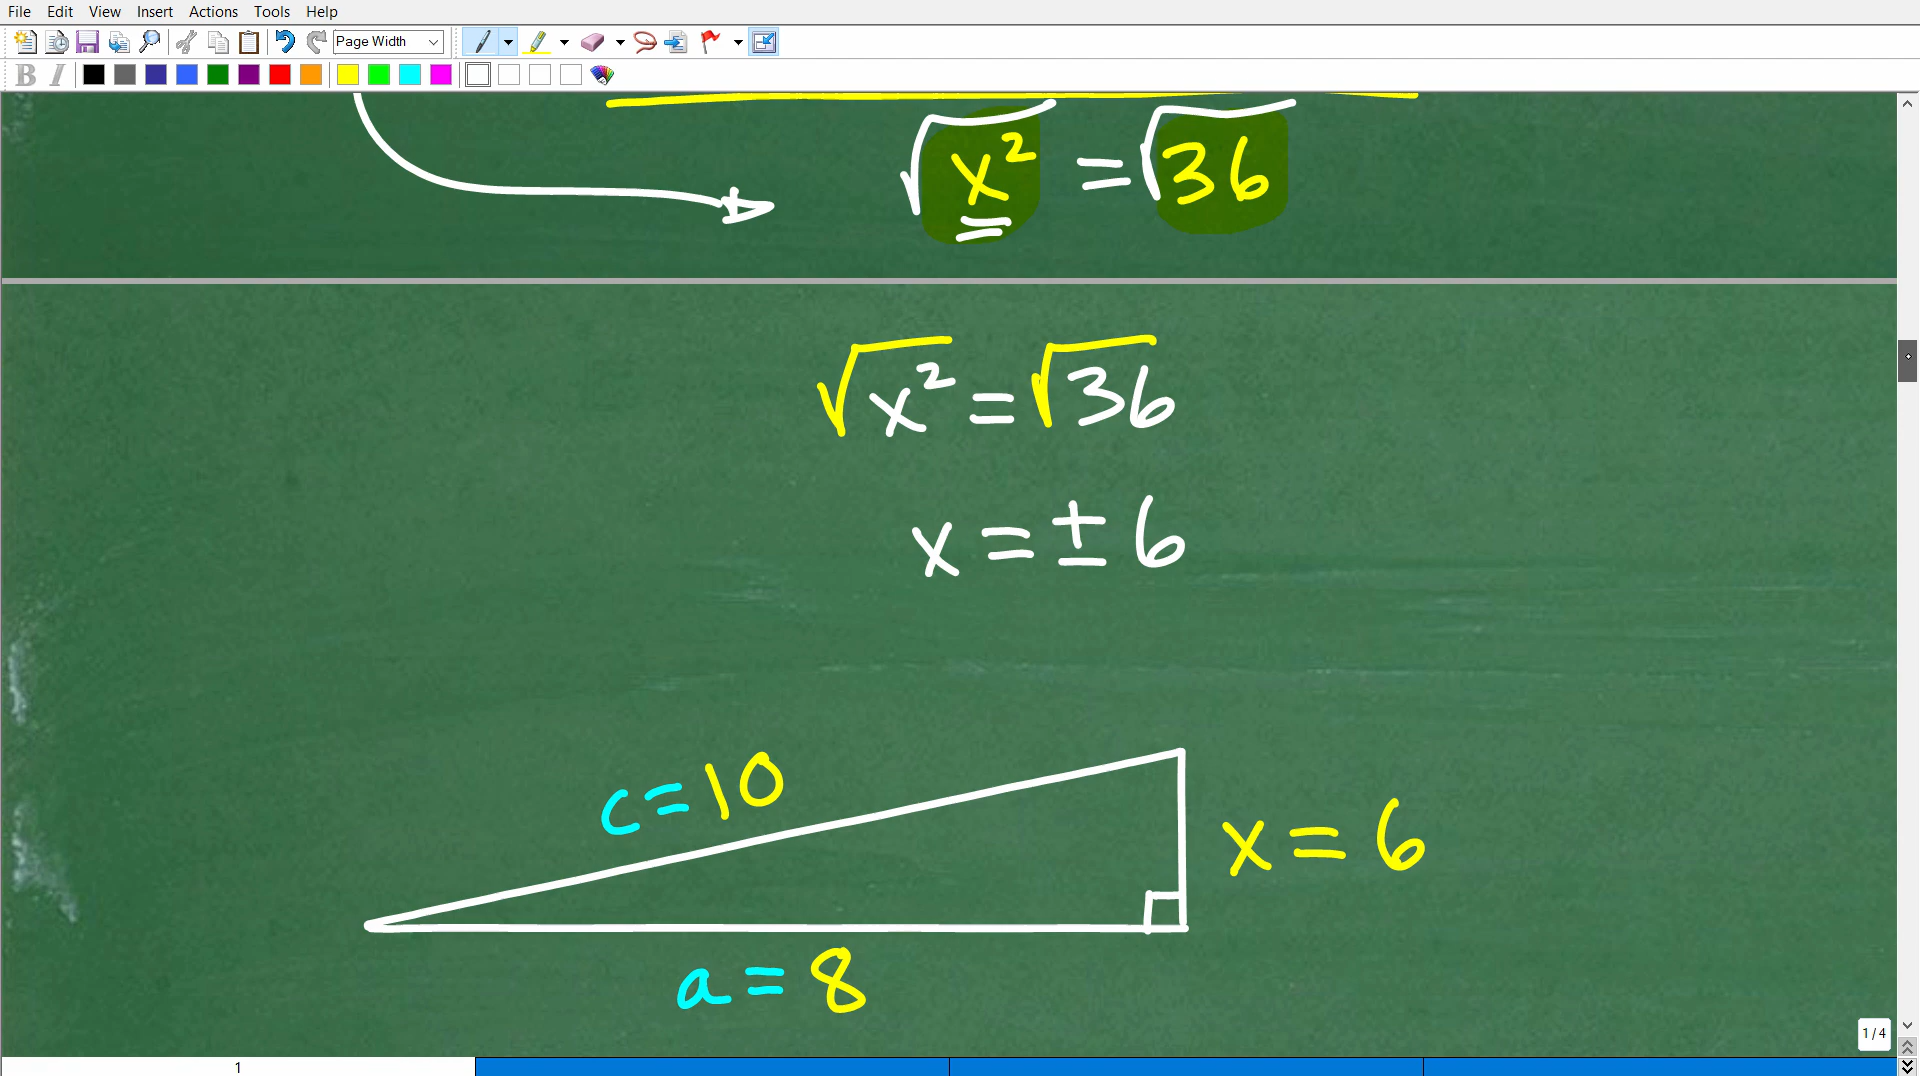 File Edit View Insert Actions Tools Help
Page Width
B I
√x² = √36
√x² = √36
x = ± 6
c = 10
x = 6
a = 8
1 / 4
1